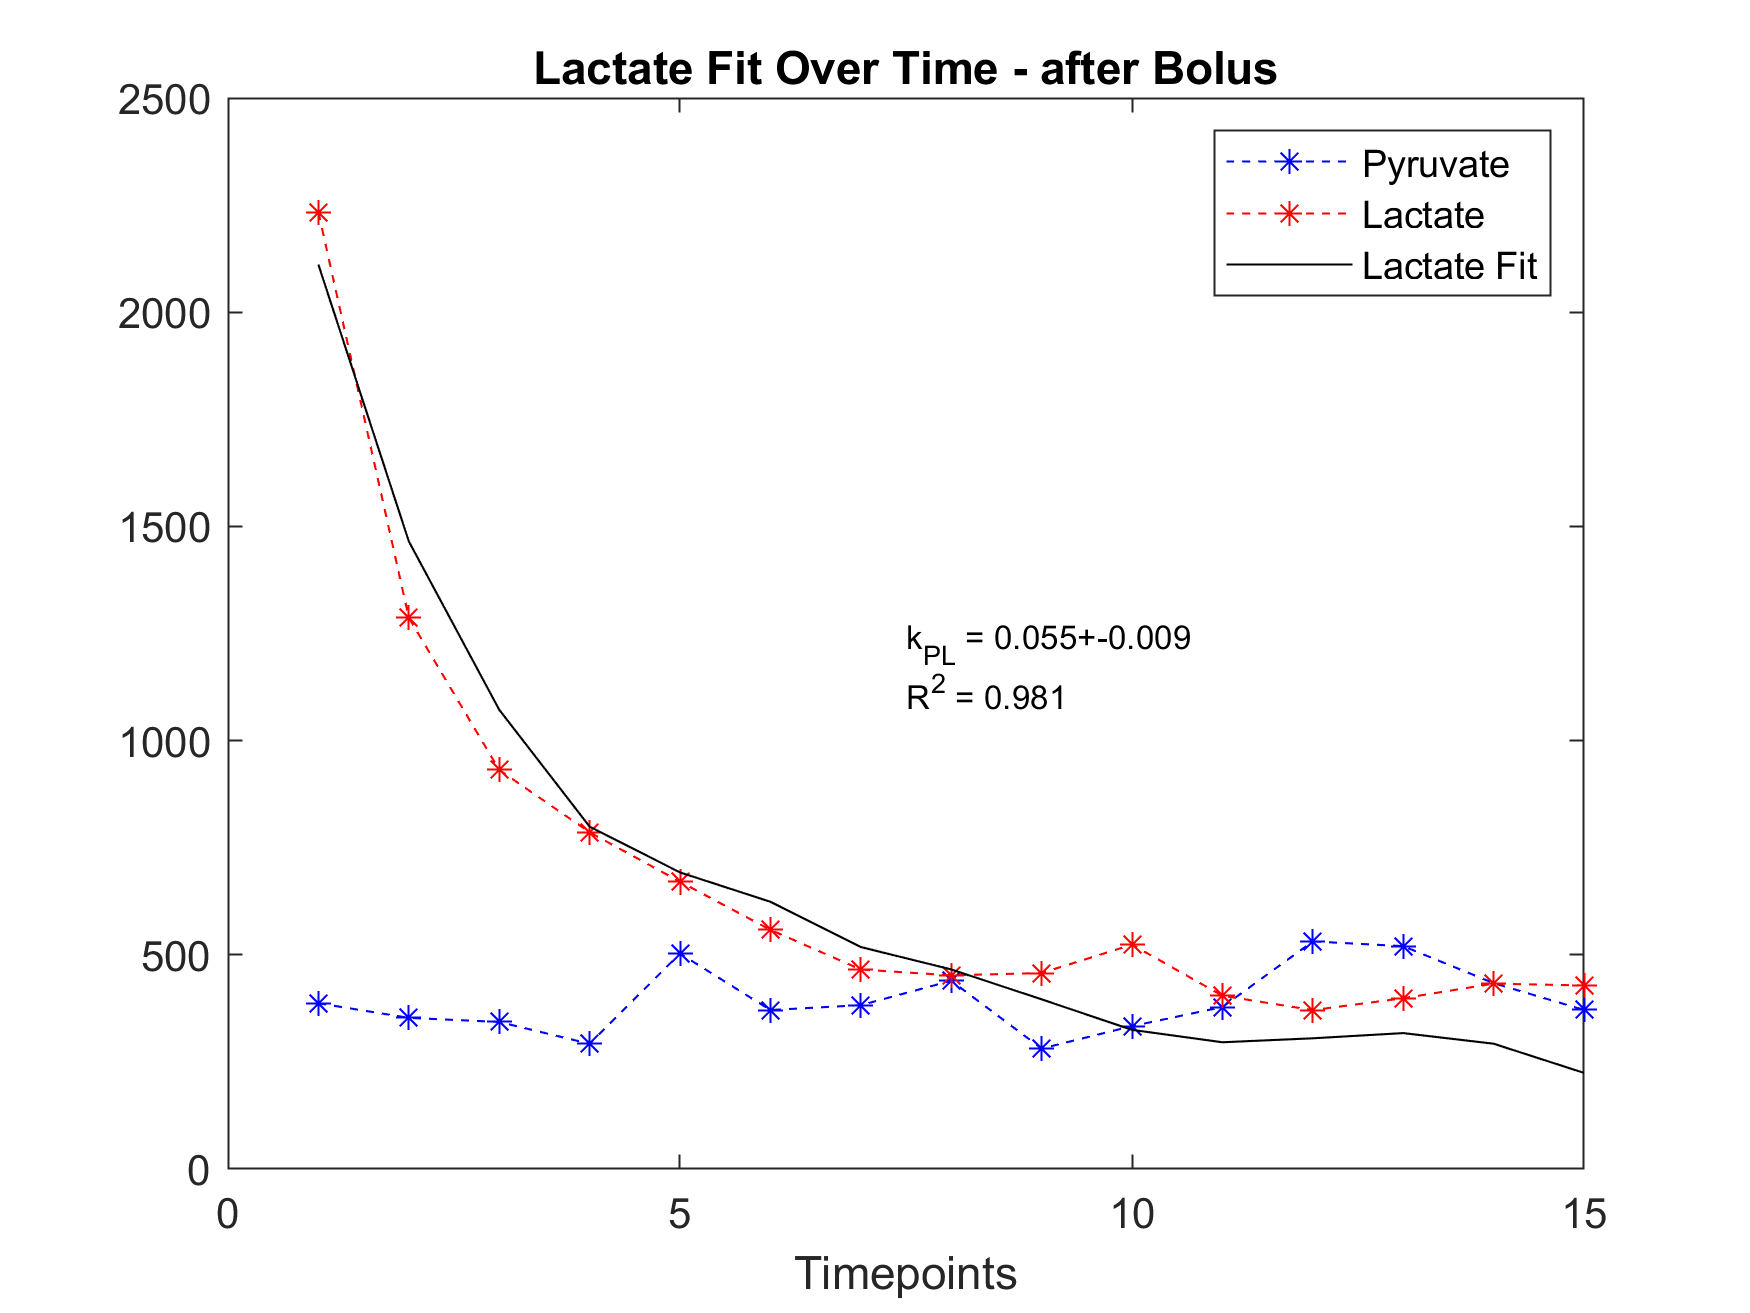 Lactate Fit Over Time - after Bolus
2500
2000
1500
1000
500
0
Pyruvate
Lactate
Lactate Fit
kPL = 0.055+-0.009
R2 = 0.981
0 5 10 15
Timepoints